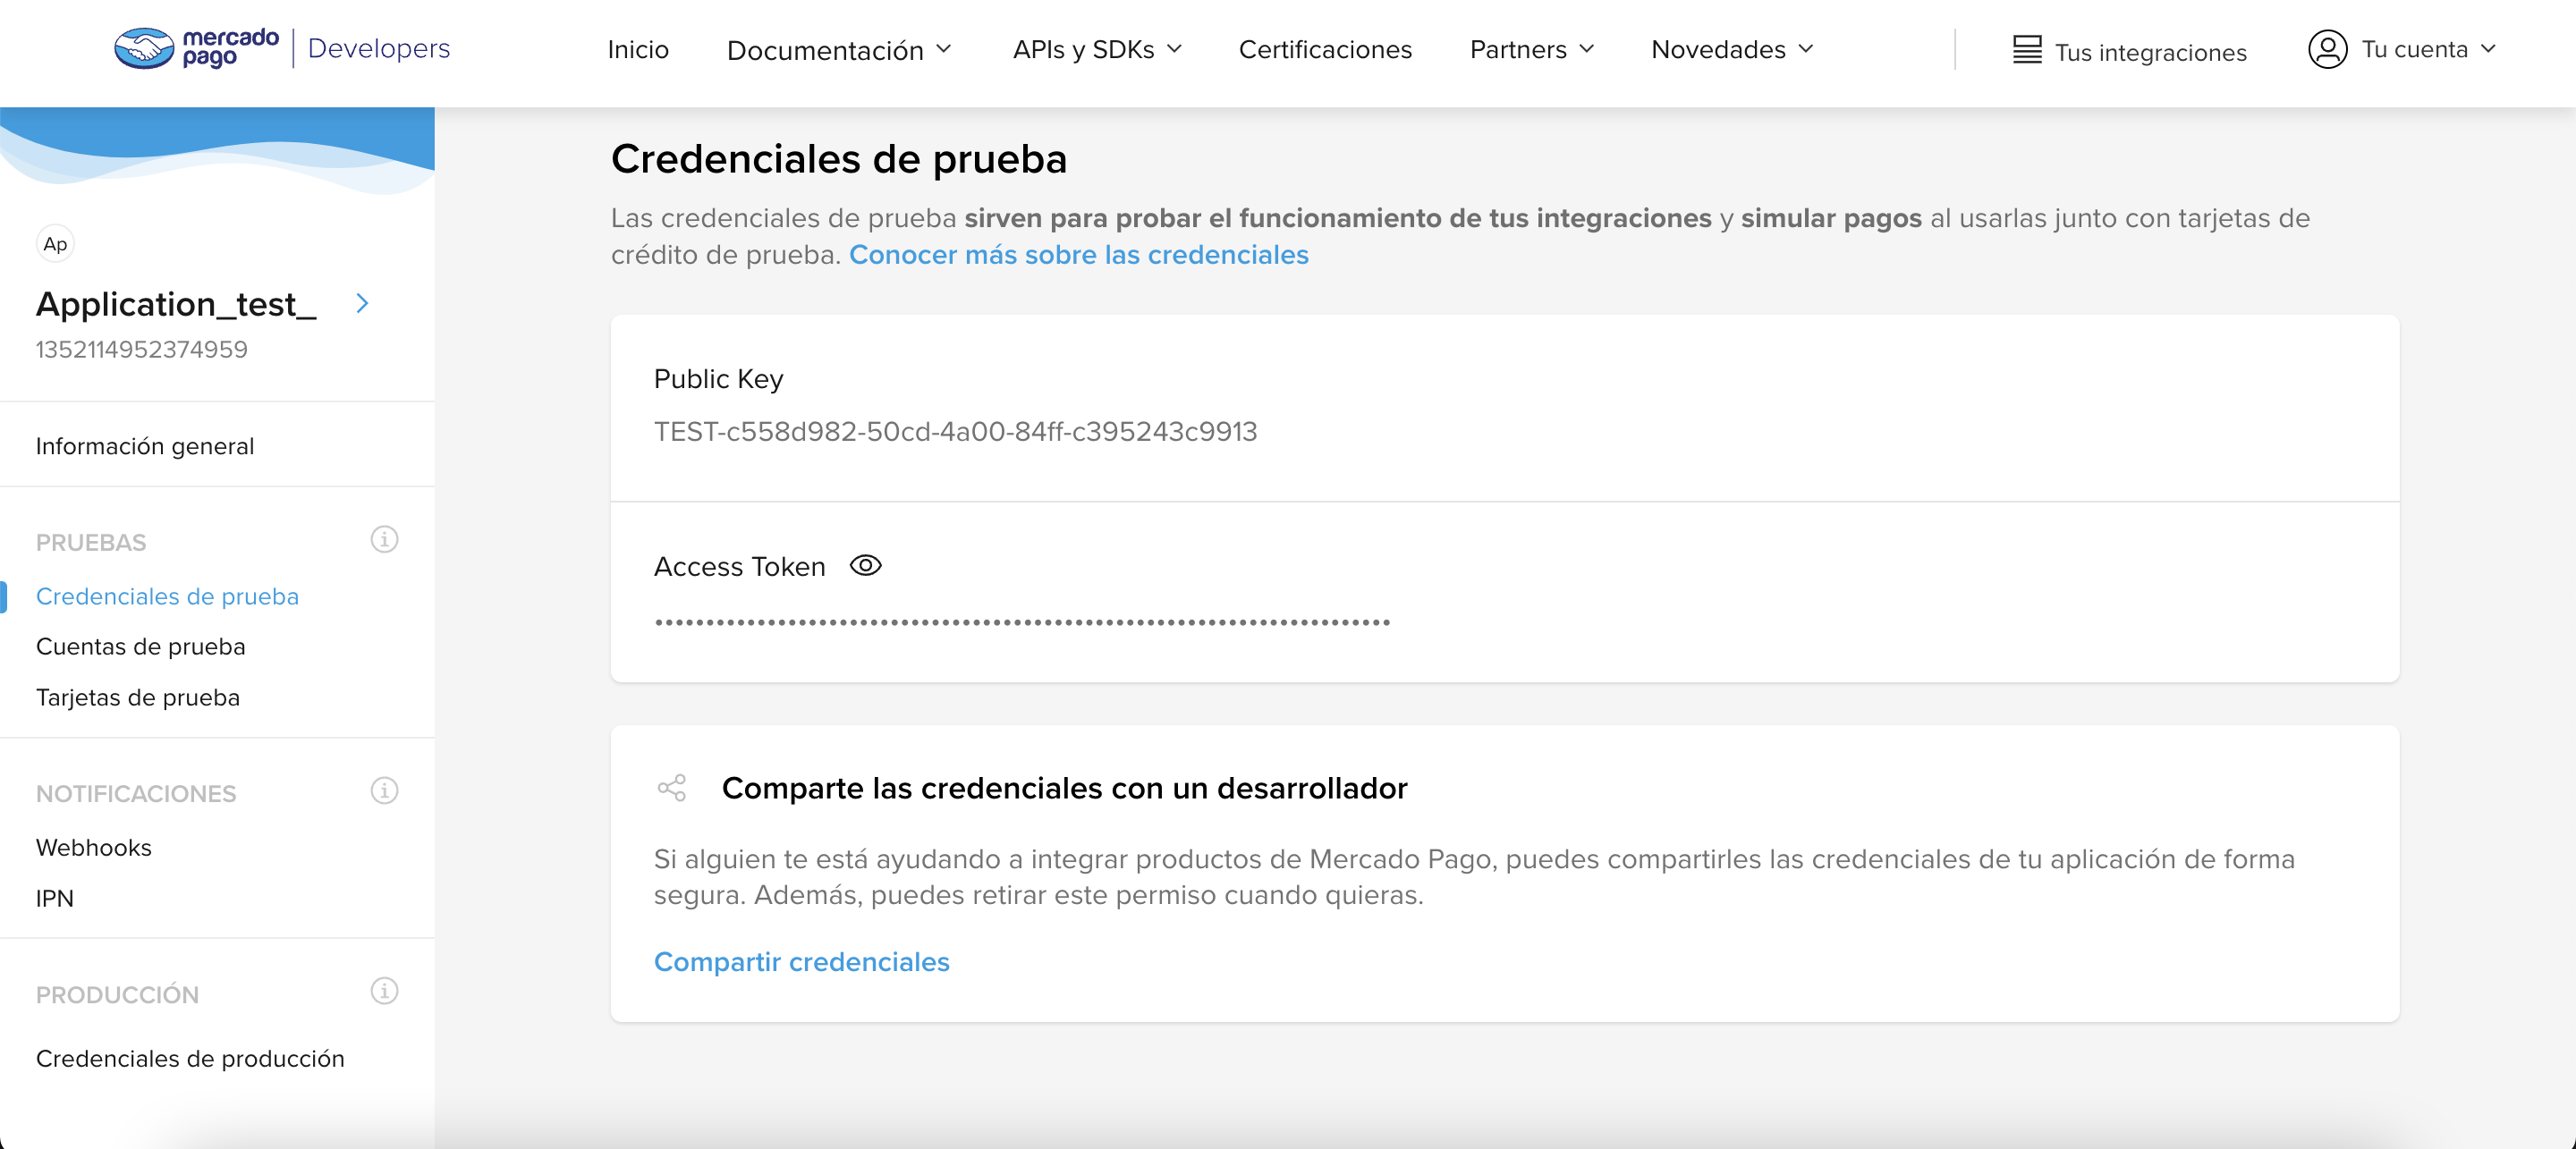 mercado pago | Developers
Inicio
Documentación
APIs y SDKs
Certificaciones
Partners
Novedades
Tus integraciones
Tu cuenta
Ap
Application_test_
1352114952374959
Información general
PRUEBAS
Credenciales de prueba
Cuentas de prueba
Tarjetas de prueba
NOTIFICACIONES
Webhooks
IPN
PRODUCCIÓN
Credenciales de producción
Credenciales de prueba
Las credenciales de prueba sirven para probar el funcionamiento de tus integraciones y simular pagos al usarlas junto con tarjetas de
crédito de prueba. Conocer más sobre las credenciales
Public Key
TEST-c558d982-50cd-4a00-84ff-c395243c9913
Access Token
Comparte las credenciales con un desarrollador
Si alguien te está ayudando a integrar productos de Mercado Pago, puedes compartirles las credenciales de tu aplicación de forma
segura. Además, puedes retirar este permiso cuando quieras.
Compartir credenciales